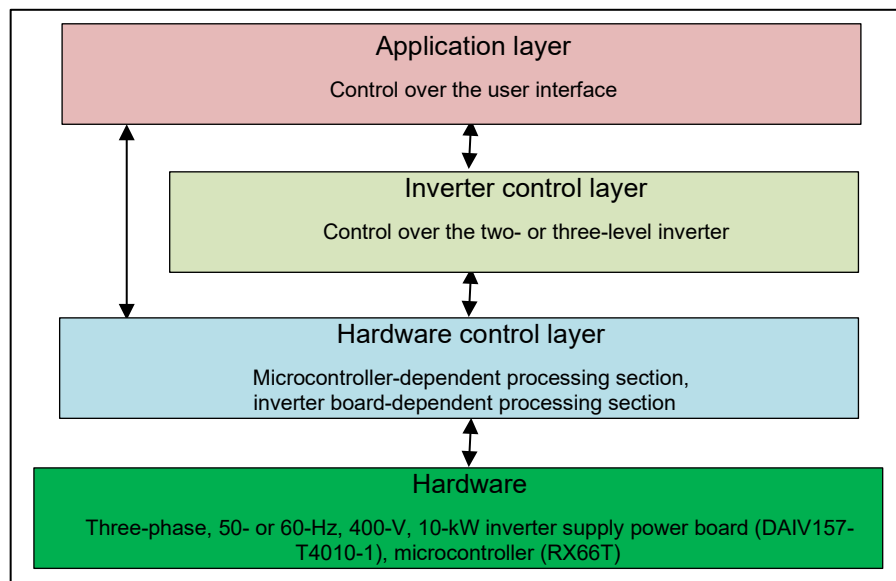 Application layer
Control over the user interface
Inverter control layer
Control over the two- or three-level inverter
Hardware control layer
Microcontroller-dependent processing section,
inverter board-dependent processing section
Hardware
Three-phase, 50- or 60-Hz, 400-V, 10-kW inverter supply power board (DAIV157-
T4010-1), microcontroller (RX66T)